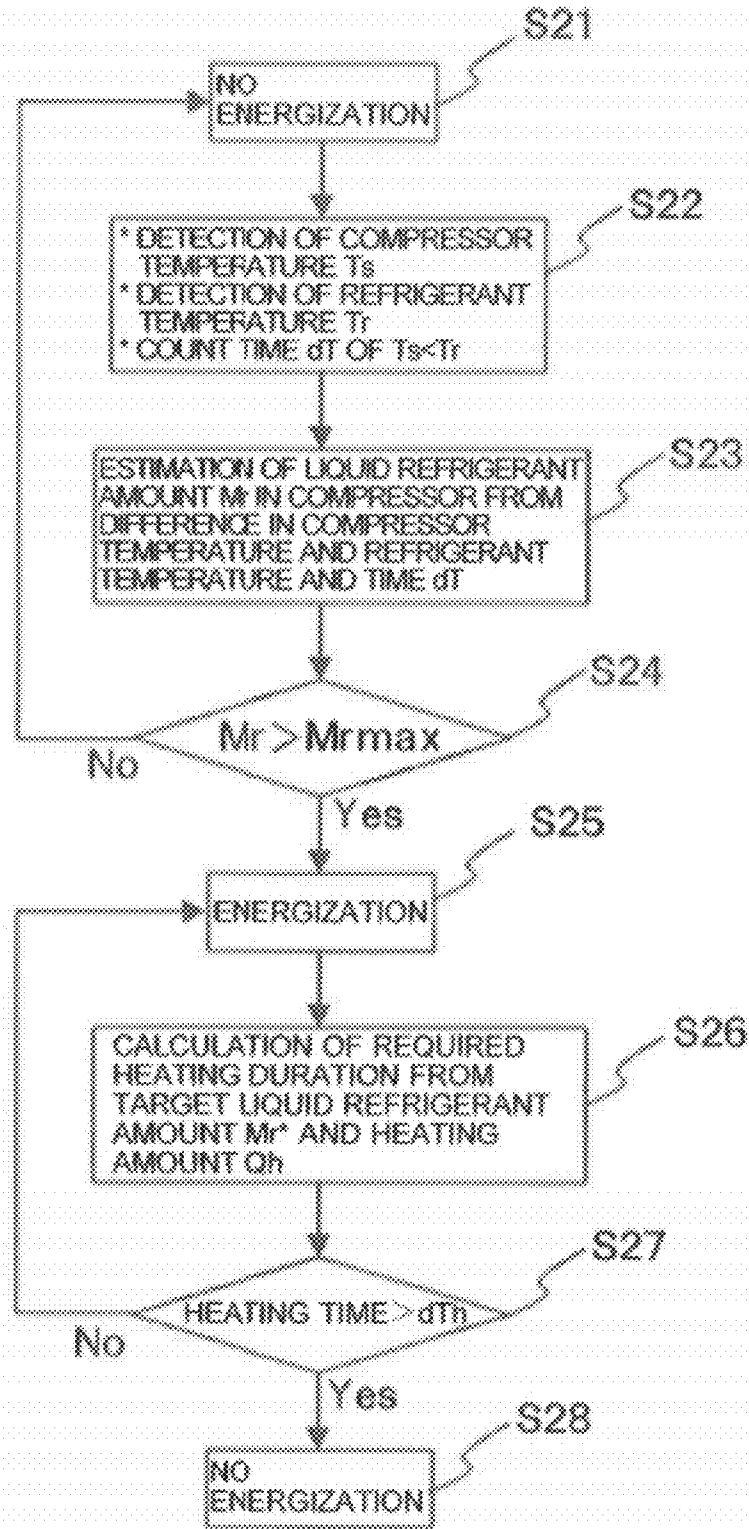 S21
NO
ENERGIZATION
S22
* DETECTION OF COMPRESSOR
TEMPERATURE Ts
* DETECTION OF REFRIGERANT
TEMPERATURE Tr
* COUNT TIME dT OF Ts<Tr
S23
ESTIMATION OF LIQUID REFRIGERANT
AMOUNT Mr IN COMPRESSOR FROM
DIFFERENCE IN COMPRESSOR
TEMPERATURE AND REFRIGERANT
TEMPERATURE AND TIME dT
S24
Mr>Mrmax
No
Yes
S25
ENERGIZATION
S26
CALCULATION OF REQUIRED
HEATING DURATION FROM
TARGET LIQUID REFRIGERANT
AMOUNT Mr* AND HEATING
AMOUNT Qh
S27
HEATING TIME>dTh
No
Yes
S28
NO
ENERGIZATION